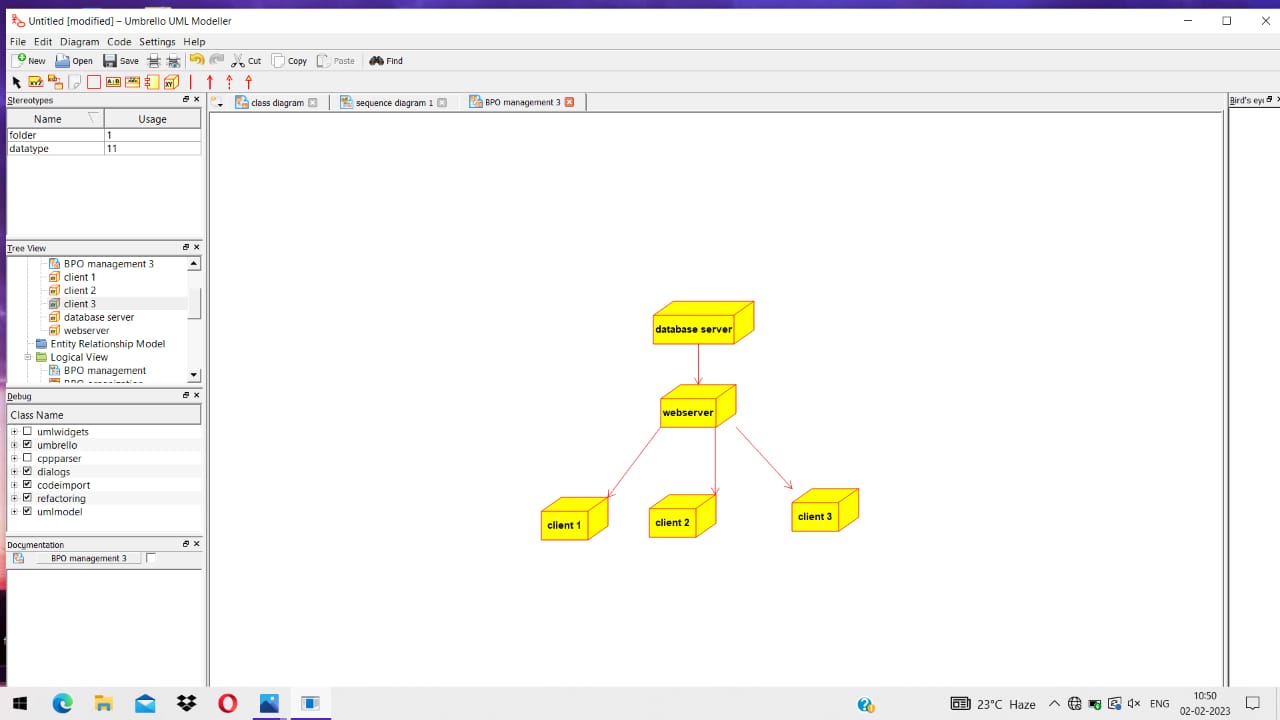 Untitled [modified] – Umbrello UML Modeller
File Edit Diagram Code Settings Help
New Open Save Cut Copy Paste Find
Stereotypes
Name Usage
folder 1
datatype 11
Tree View
BPO management 3
client 1
client 2
client 3
database server
webserver
Entity Relationship Model
Logical View
BPO management
Debug
Class Name
umlwidgets
umbrello
cppparser
dialogs
codeimport
refactoring
umlmodel
Documentation
BPO management 3
class diagram sequence diagram 1 BPO management 3
database server
webserver
client 1 client 2 client 3
Bird's eye
23°C Haze ENG
10:50
02-02-2023